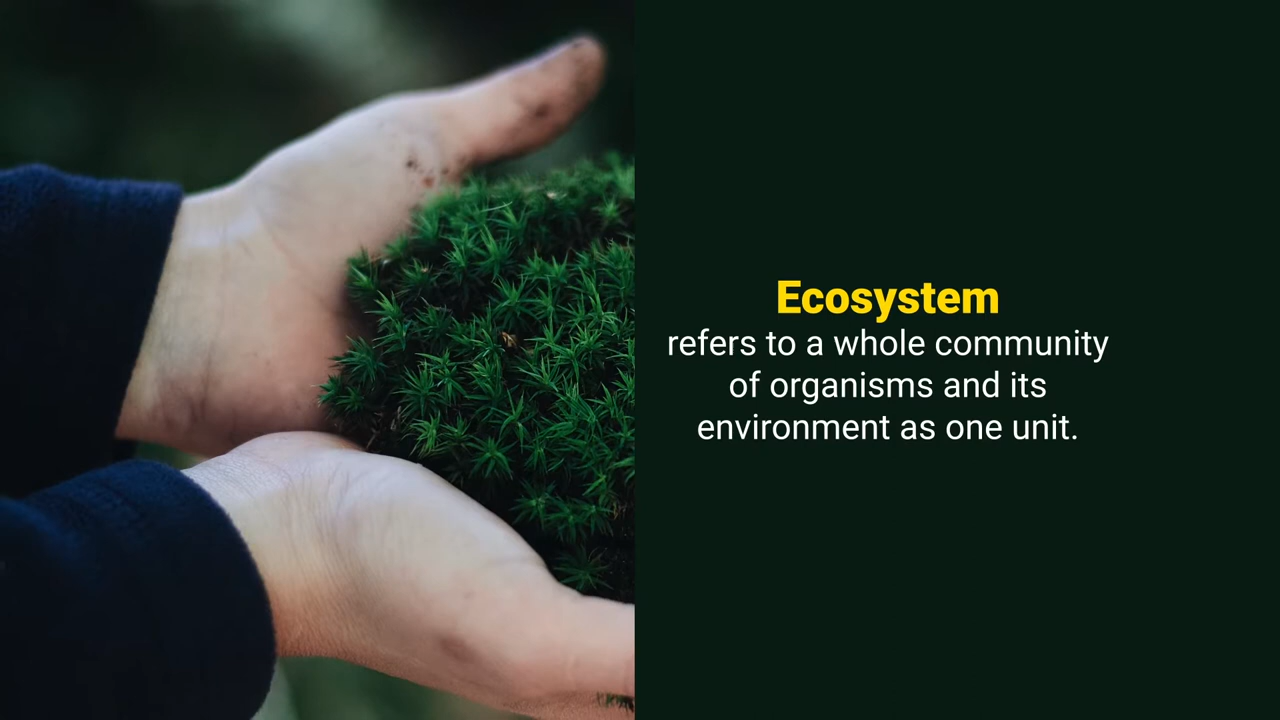 Ecosystem
refers to a whole community
of organisms and its
environment as one unit.